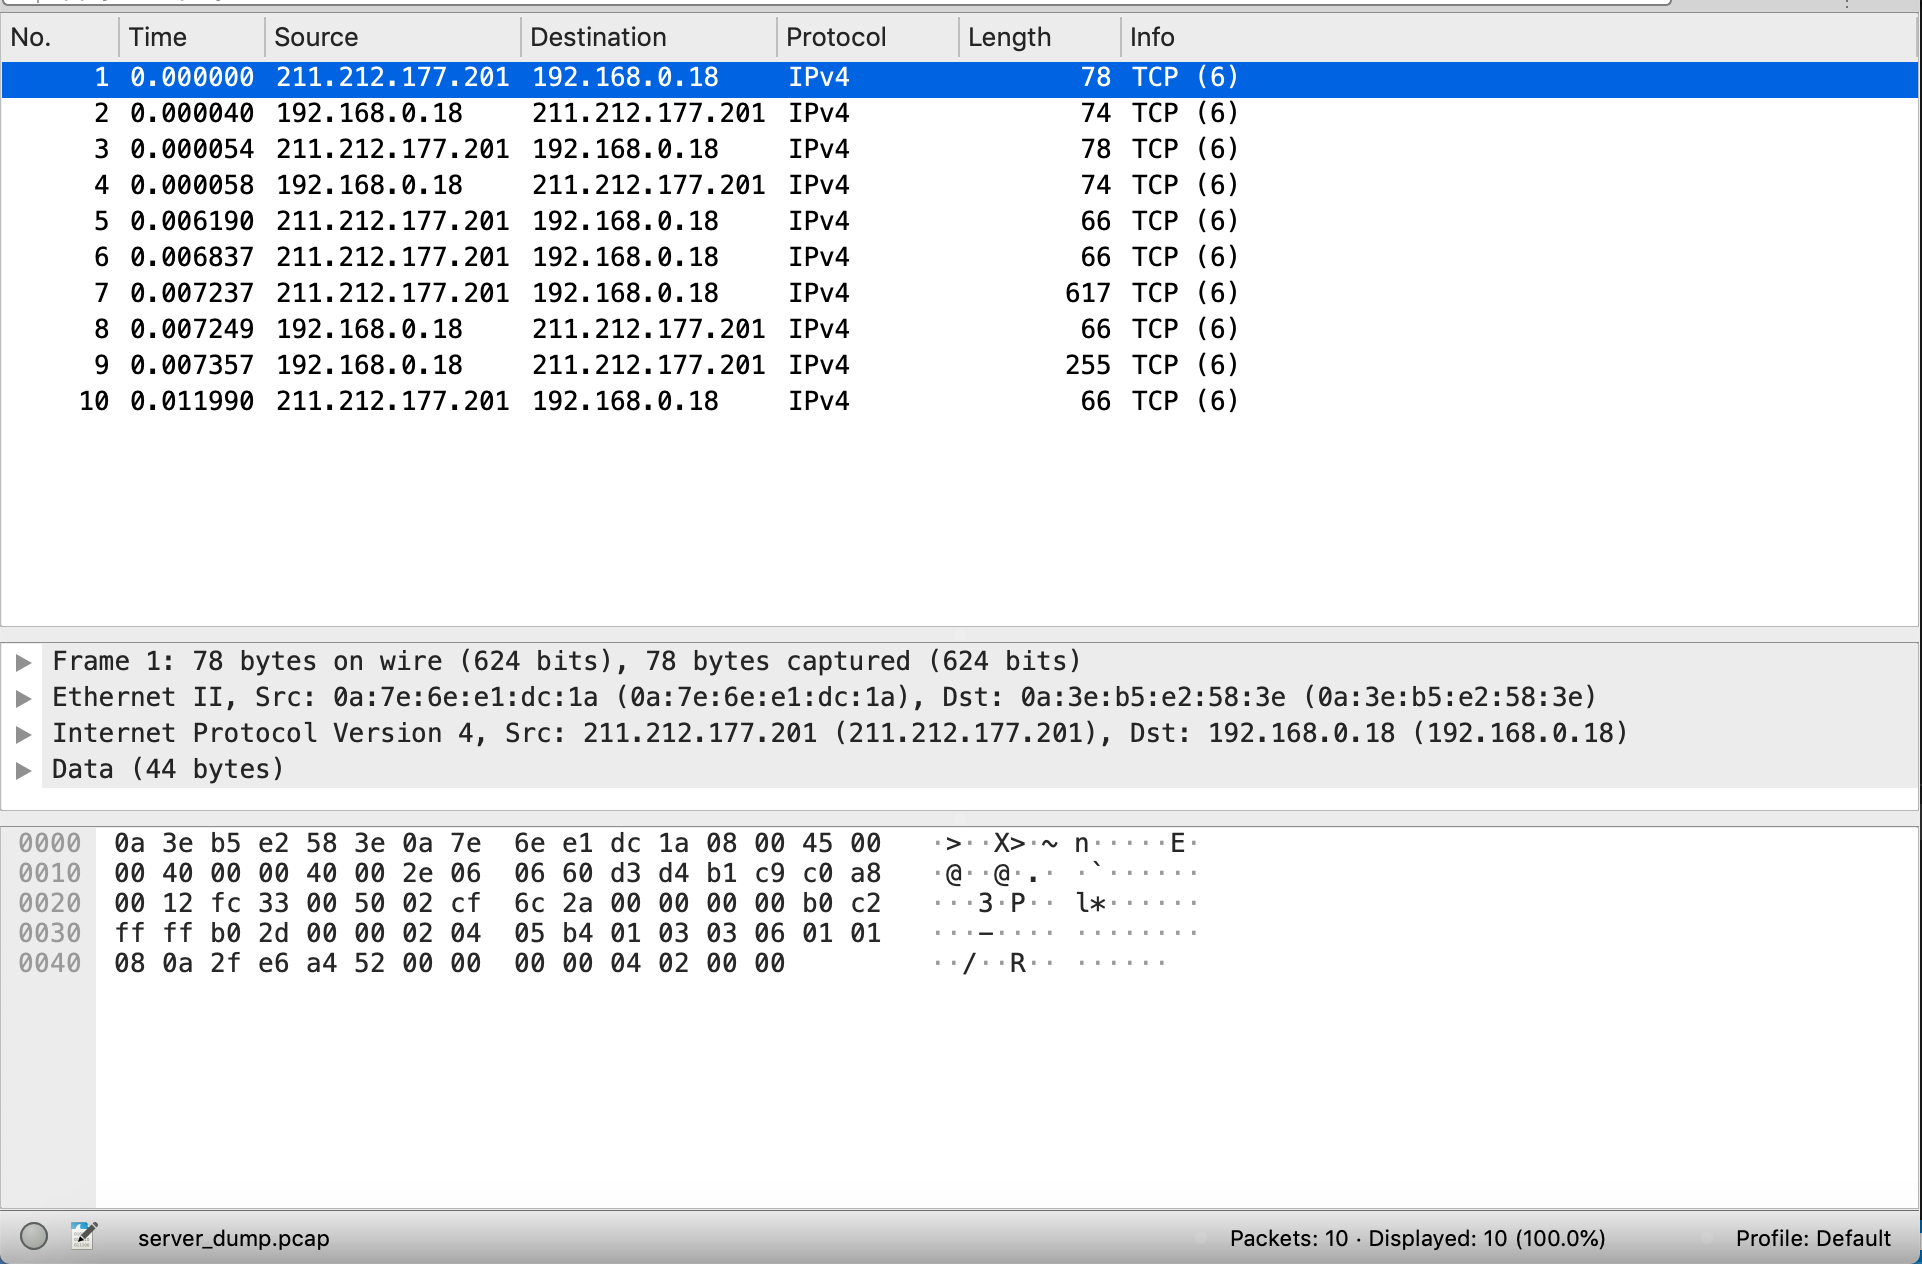 No. Time Source Destination Protocol Length Info
1 0.000000 211.212.177.201 192.168.0.18 IPv4 78 TCP (6)
2 0.000040 192.168.0.18 211.212.177.201 IPv4 74 TCP (6)
3 0.000054 211.212.177.201 192.168.0.18 IPv4 78 TCP (6)
4 0.000058 192.168.0.18 211.212.177.201 IPv4 74 TCP (6)
5 0.006190 211.212.177.201 192.168.0.18 IPv4 66 TCP (6)
6 0.006837 211.212.177.201 192.168.0.18 IPv4 66 TCP (6)
7 0.007237 211.212.177.201 192.168.0.18 IPv4 617 TCP (6)
8 0.007249 192.168.0.18 211.212.177.201 IPv4 66 TCP (6)
9 0.007357 192.168.0.18 211.212.177.201 IPv4 255 TCP (6)
10 0.011990 211.212.177.201 192.168.0.18 IPv4 66 TCP (6)
Frame 1: 78 bytes on wire (624 bits), 78 bytes captured (624 bits)
Ethernet II, Src: 0a:7e:6e:e1:dc:1a (0a:7e:6e:e1:dc:1a), Dst: 0a:3e:b5:e2:58:3e (0a:3e:b5:e2:58:3e)
Internet Protocol Version 4, Src: 211.212.177.201 (211.212.177.201), Dst: 192.168.0.18 (192.168.0.18)
Data (44 bytes)
0000 0a 3e b5 e2 58 3e 0a 7e 6e e1 dc 1a 08 00 45 00 ·>··X>·~ n·····E·
0010 00 40 00 00 40 00 2e 06 06 60 d3 d4 b1 c9 c0 a8 ·@··@·.· ·`······
0020 00 12 fc 33 00 50 02 cf 6c 2a 00 00 00 00 b0 c2 ···3·P·· l*······
0030 ff ff b0 2d 00 00 02 04 05 b4 01 03 03 06 01 01 ···-···· ········
0040 08 0a 2f e6 a4 52 00 00 00 00 04 02 00 00 ··/··R·· ······
server_dump.pcap Packets: 10 · Displayed: 10 (100.0%) Profile: Default